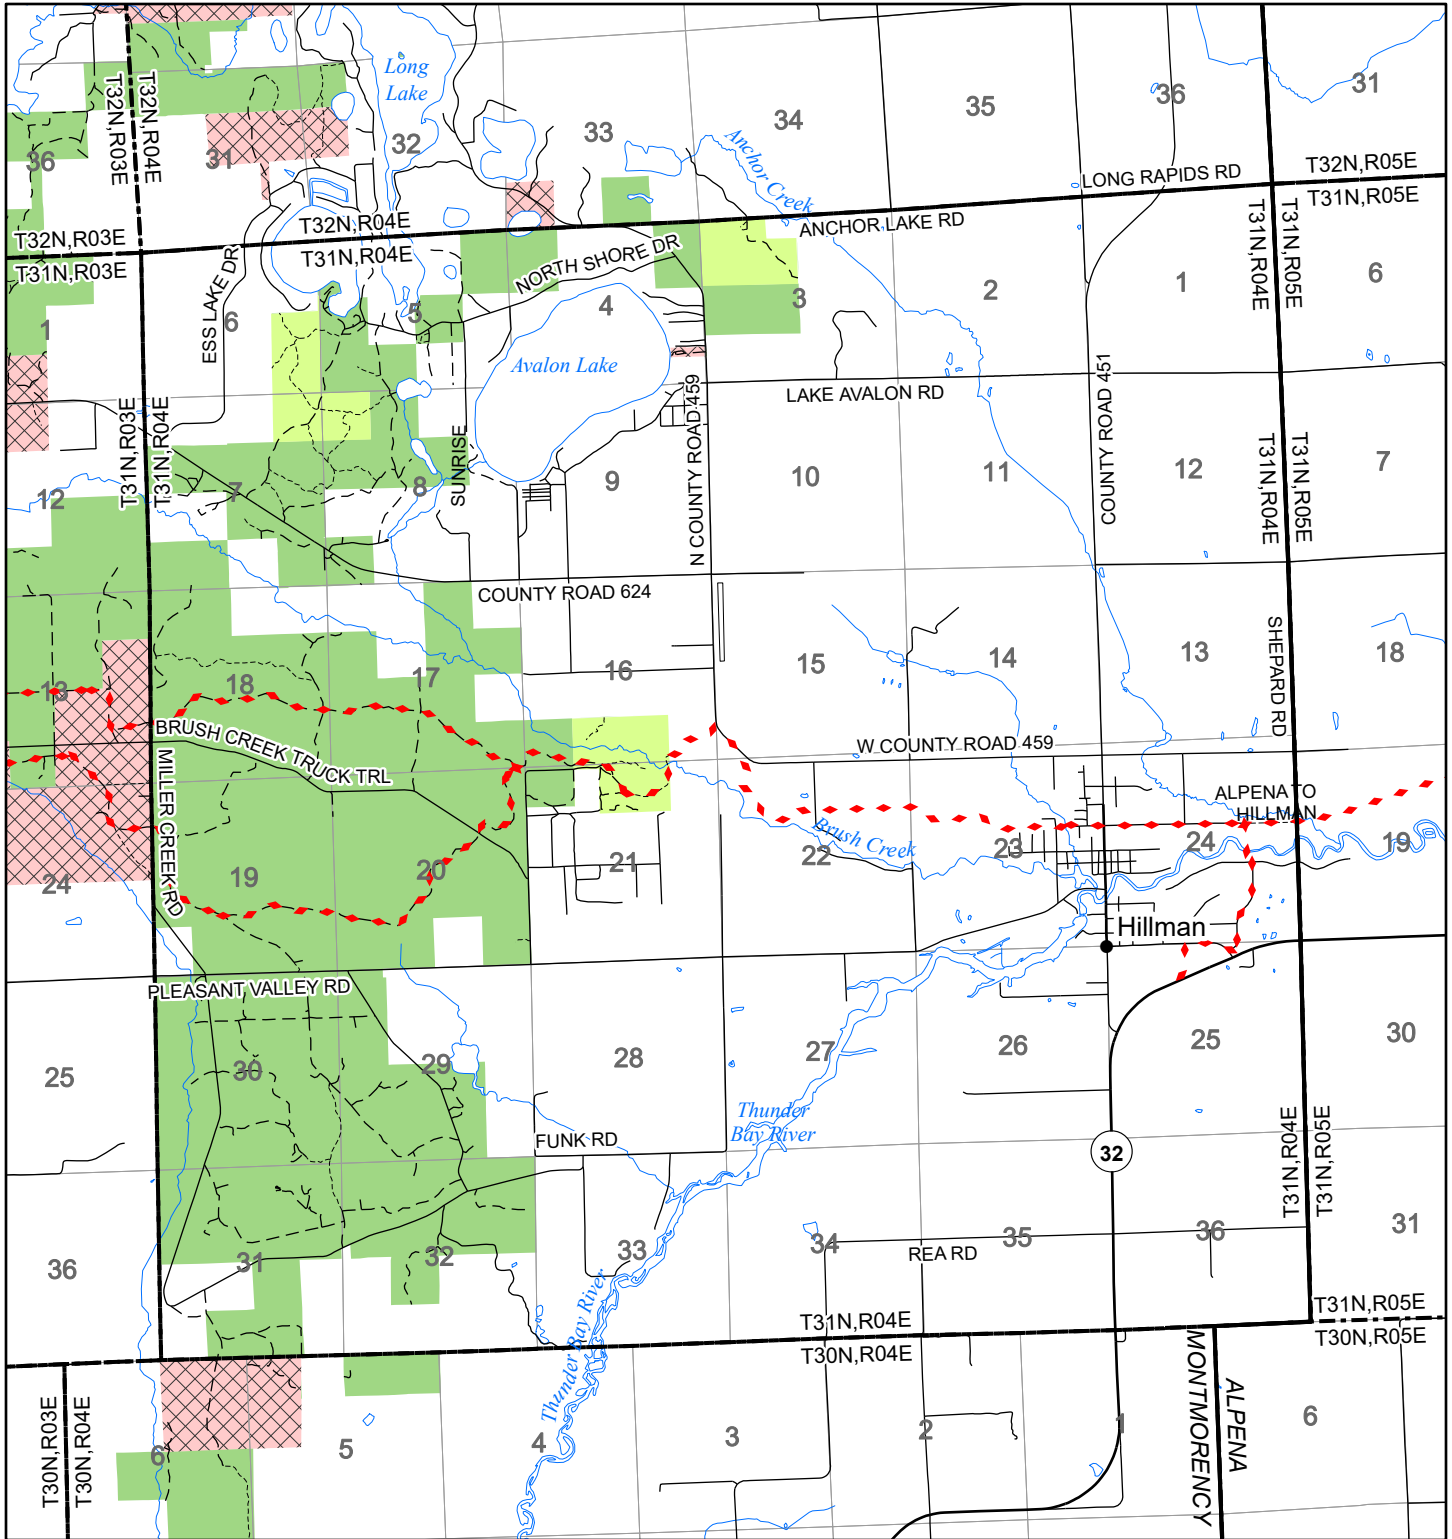 Long
Lake
31
36
35
34
33
32
31
36
T32N,R03E
T32N,R04E
Anchor Creek
LONG RAPIDS RD
T32N,R05E
T31N,R05E
T32N,R03E
T31N,R03E
T32N,R04E
T31N,R04E
ANCHOR LAKE RD
T31N,R04E
T31N,R05E
ESS LAKE DR
NORTH SHORE DR
1
6
5
4
3
2
1
6
Avalon Lake
LAKE AVALON RD
N COUNTY ROAD 459
COUNTY ROAD 451
T31N,R03E
T31N,R04E
SUNRISE
T31N,R04E
T31N,R05E
12
7
8
9
10
11
12
7
COUNTY ROAD 624
SHEPARD RD
13
18
17
16
15
14
13
18
BRUSH CREEK TRUCK TRL
W COUNTY ROAD 459
MILLER CREEK RD
ALPENA TO
HILLMAN
Brush Creek
24
19
20
21
22
23
24
19
Hillman
PLEASANT VALLEY RD
25
30
29
28
27
26
25
30
Thunder
Bay River
FUNK RD
32
T31N,R04E
T31N,R05E
36
31
32
33
34
35
36
31
REA RD
Thunder Bay River
T31N,R04E
T30N,R04E
T31N,R05E
T30N,R05E
MONTMORENCY
ALPENA
T30N,R03E
T30N,R04E
6
5
4
3
2
1
6